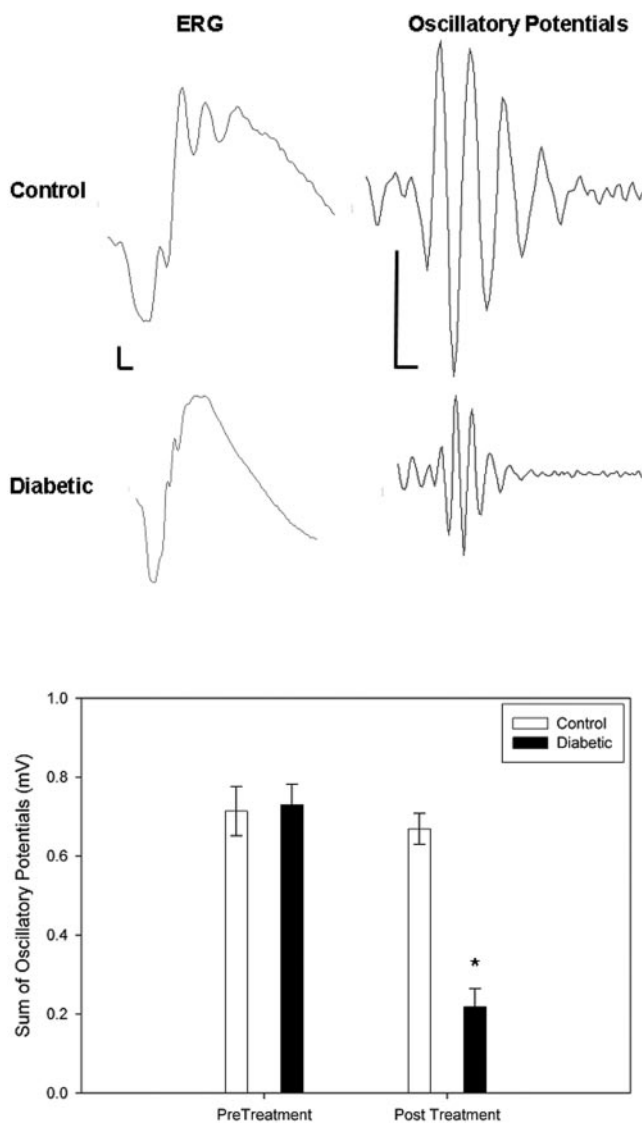 ERG
Oscillatory Potentials
Control
Diabetic
Sum of Oscillatory Potentials (mV)
1.0
0.8
0.6
0.4
0.2
0.0
Control
Diabetic
*
PreTreatment
Post Treatment